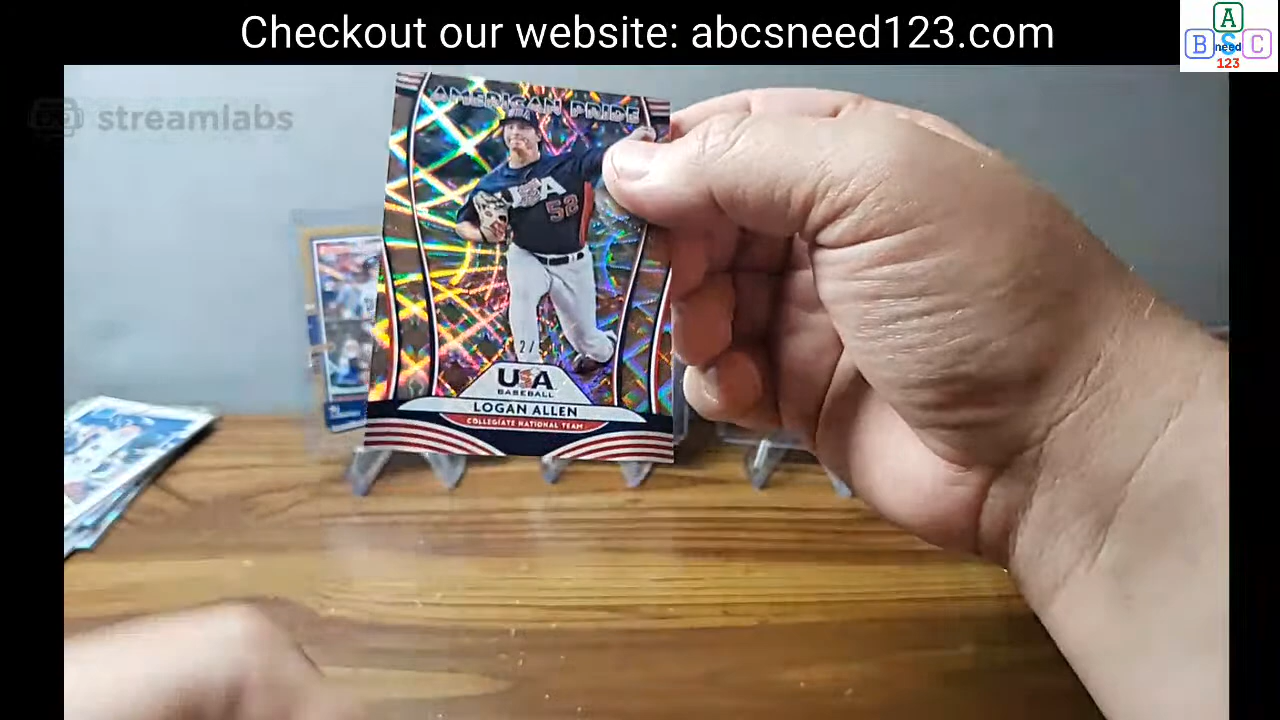 Checkout our website: abcsneed123.com
A
B need C
123
streamlabs
AMERICAN PRIDE
USA
52
USA
BASEBALL
LOGAN ALLEN
COLLEGIATE NATIONAL TEAM